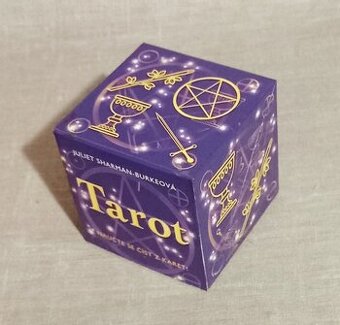 JULIET SHARMAN-BURKEOVÁ
Tarot
NAUČTE SE ČÍST Z KARET!